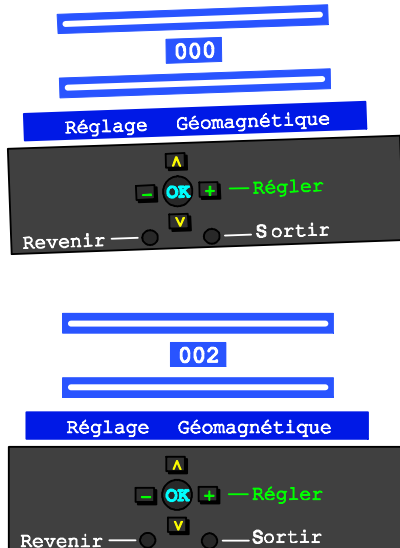 000
Réglage Géomagnétique
∧
− OK + Régler
∨
Revenir Sortir
002
Réglage Géomagnétique
∧
− OK + Régler
∨
Revenir Sortir